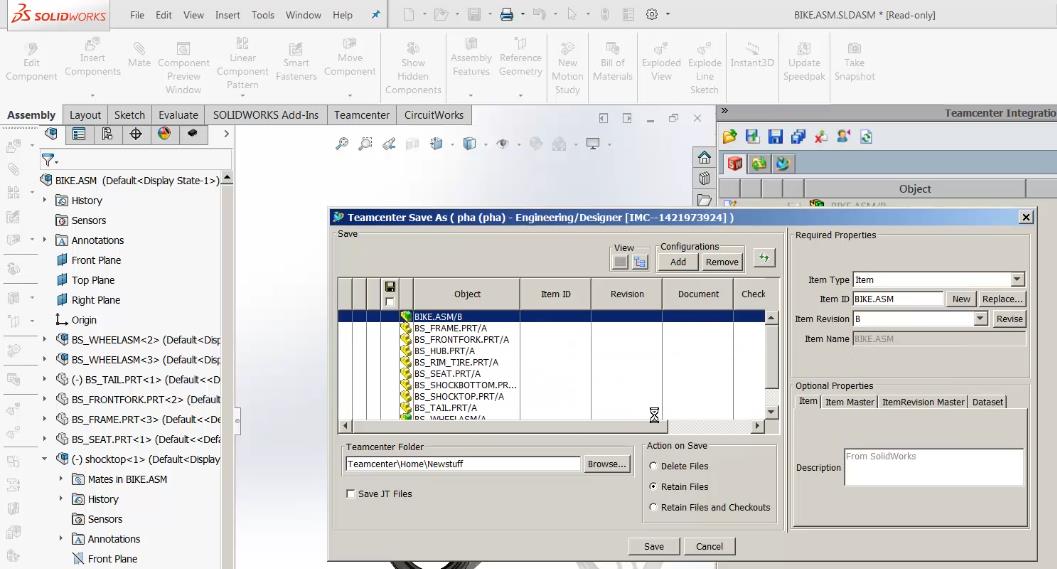 SOLIDWORKS File Edit View Insert Tools Window Help BIKE.ASM.SLDASM * [Read-only]
Edit Component
Insert Components
Mate
Component Preview Window
Linear Component Pattern
Smart Fasteners
Move Component
Show Hidden Components
Assembly Features
Reference Geometry
New Motion Study
Bill of Materials
Exploded View
Explode Line Sketch
Instant3D
Update Speedpak
Take Snapshot
Assembly Layout Sketch Evaluate SOLIDWORKS Add-Ins Teamcenter CircuitWorks
Teamcenter Integratio
Object
BIKE.ASM (Default<Display State-1>)
History
Sensors
Annotations
Front Plane
Top Plane
Right Plane
Origin
BS_WHEELASM<2> (Default<Disp
BS_WHEELASM<3> (Default<Disp
(-) BS_TAIL.PRT<1> (Default<<D
BS_FRONTFORK.PRT<2> (Default
BS_FRAME.PRT<3> (Default<<D
BS_SEAT.PRT<1> (Default<<Defa
(-) shocktop<1> (Default<Display
Mates in BIKE.ASM
History
Sensors
Annotations
Front Plane
Teamcenter Save As ( pha (pha) - Engineering/Designer [IMC--1421973924] )
Save
View
Configurations
Add Remove
Object Item ID Revision Document Check
BIKE.ASM/B
BS_FRAME.PRT/A
BS_FRONTFORK.PRT/A
BS_HUB.PRT/A
BS_RIM_TIRE.PRT/A
BS_SEAT.PRT/A
BS_SHOCKBOTTOM.PR...
BS_SHOCKTOP.PRT/A
BS_TAIL.PRT/A
BS_WHEELASM/A
Teamcenter Folder
Teamcenter\Home\Newstuff Browse...
Save JT Files
Action on Save
Delete Files
Retain Files
Retain Files and Checkouts
Save Cancel
Required Properties
Item Type Item
Item ID BIKE.ASM New Replace...
Item Revision B Revise
Item Name BIKE.ASM
Optional Properties
Item Item Master ItemRevision Master Dataset
Description From SolidWorks